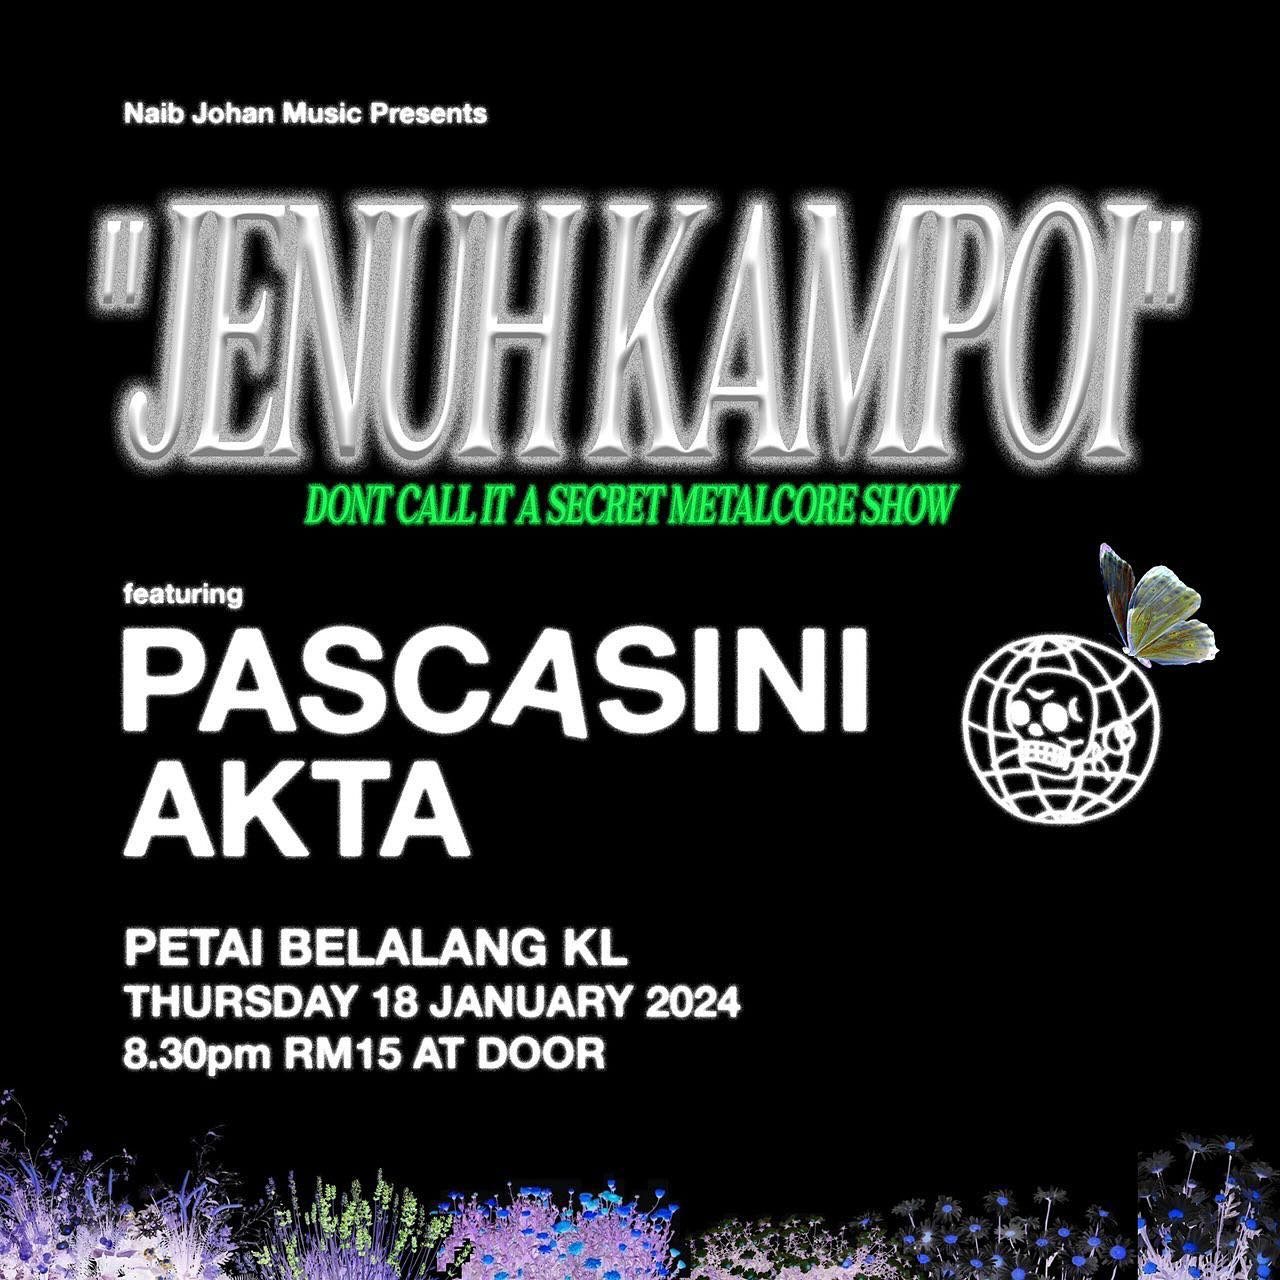 Naib Johan Music Presents
"JENUH KAMPOI"
DONT CALL IT A SECRET METALCORE SHOW
featuring
PASCASINI
AKTA
PETAI BELALANG KL
THURSDAY 18 JANUARY 2024
8.30pm RM15 AT DOOR